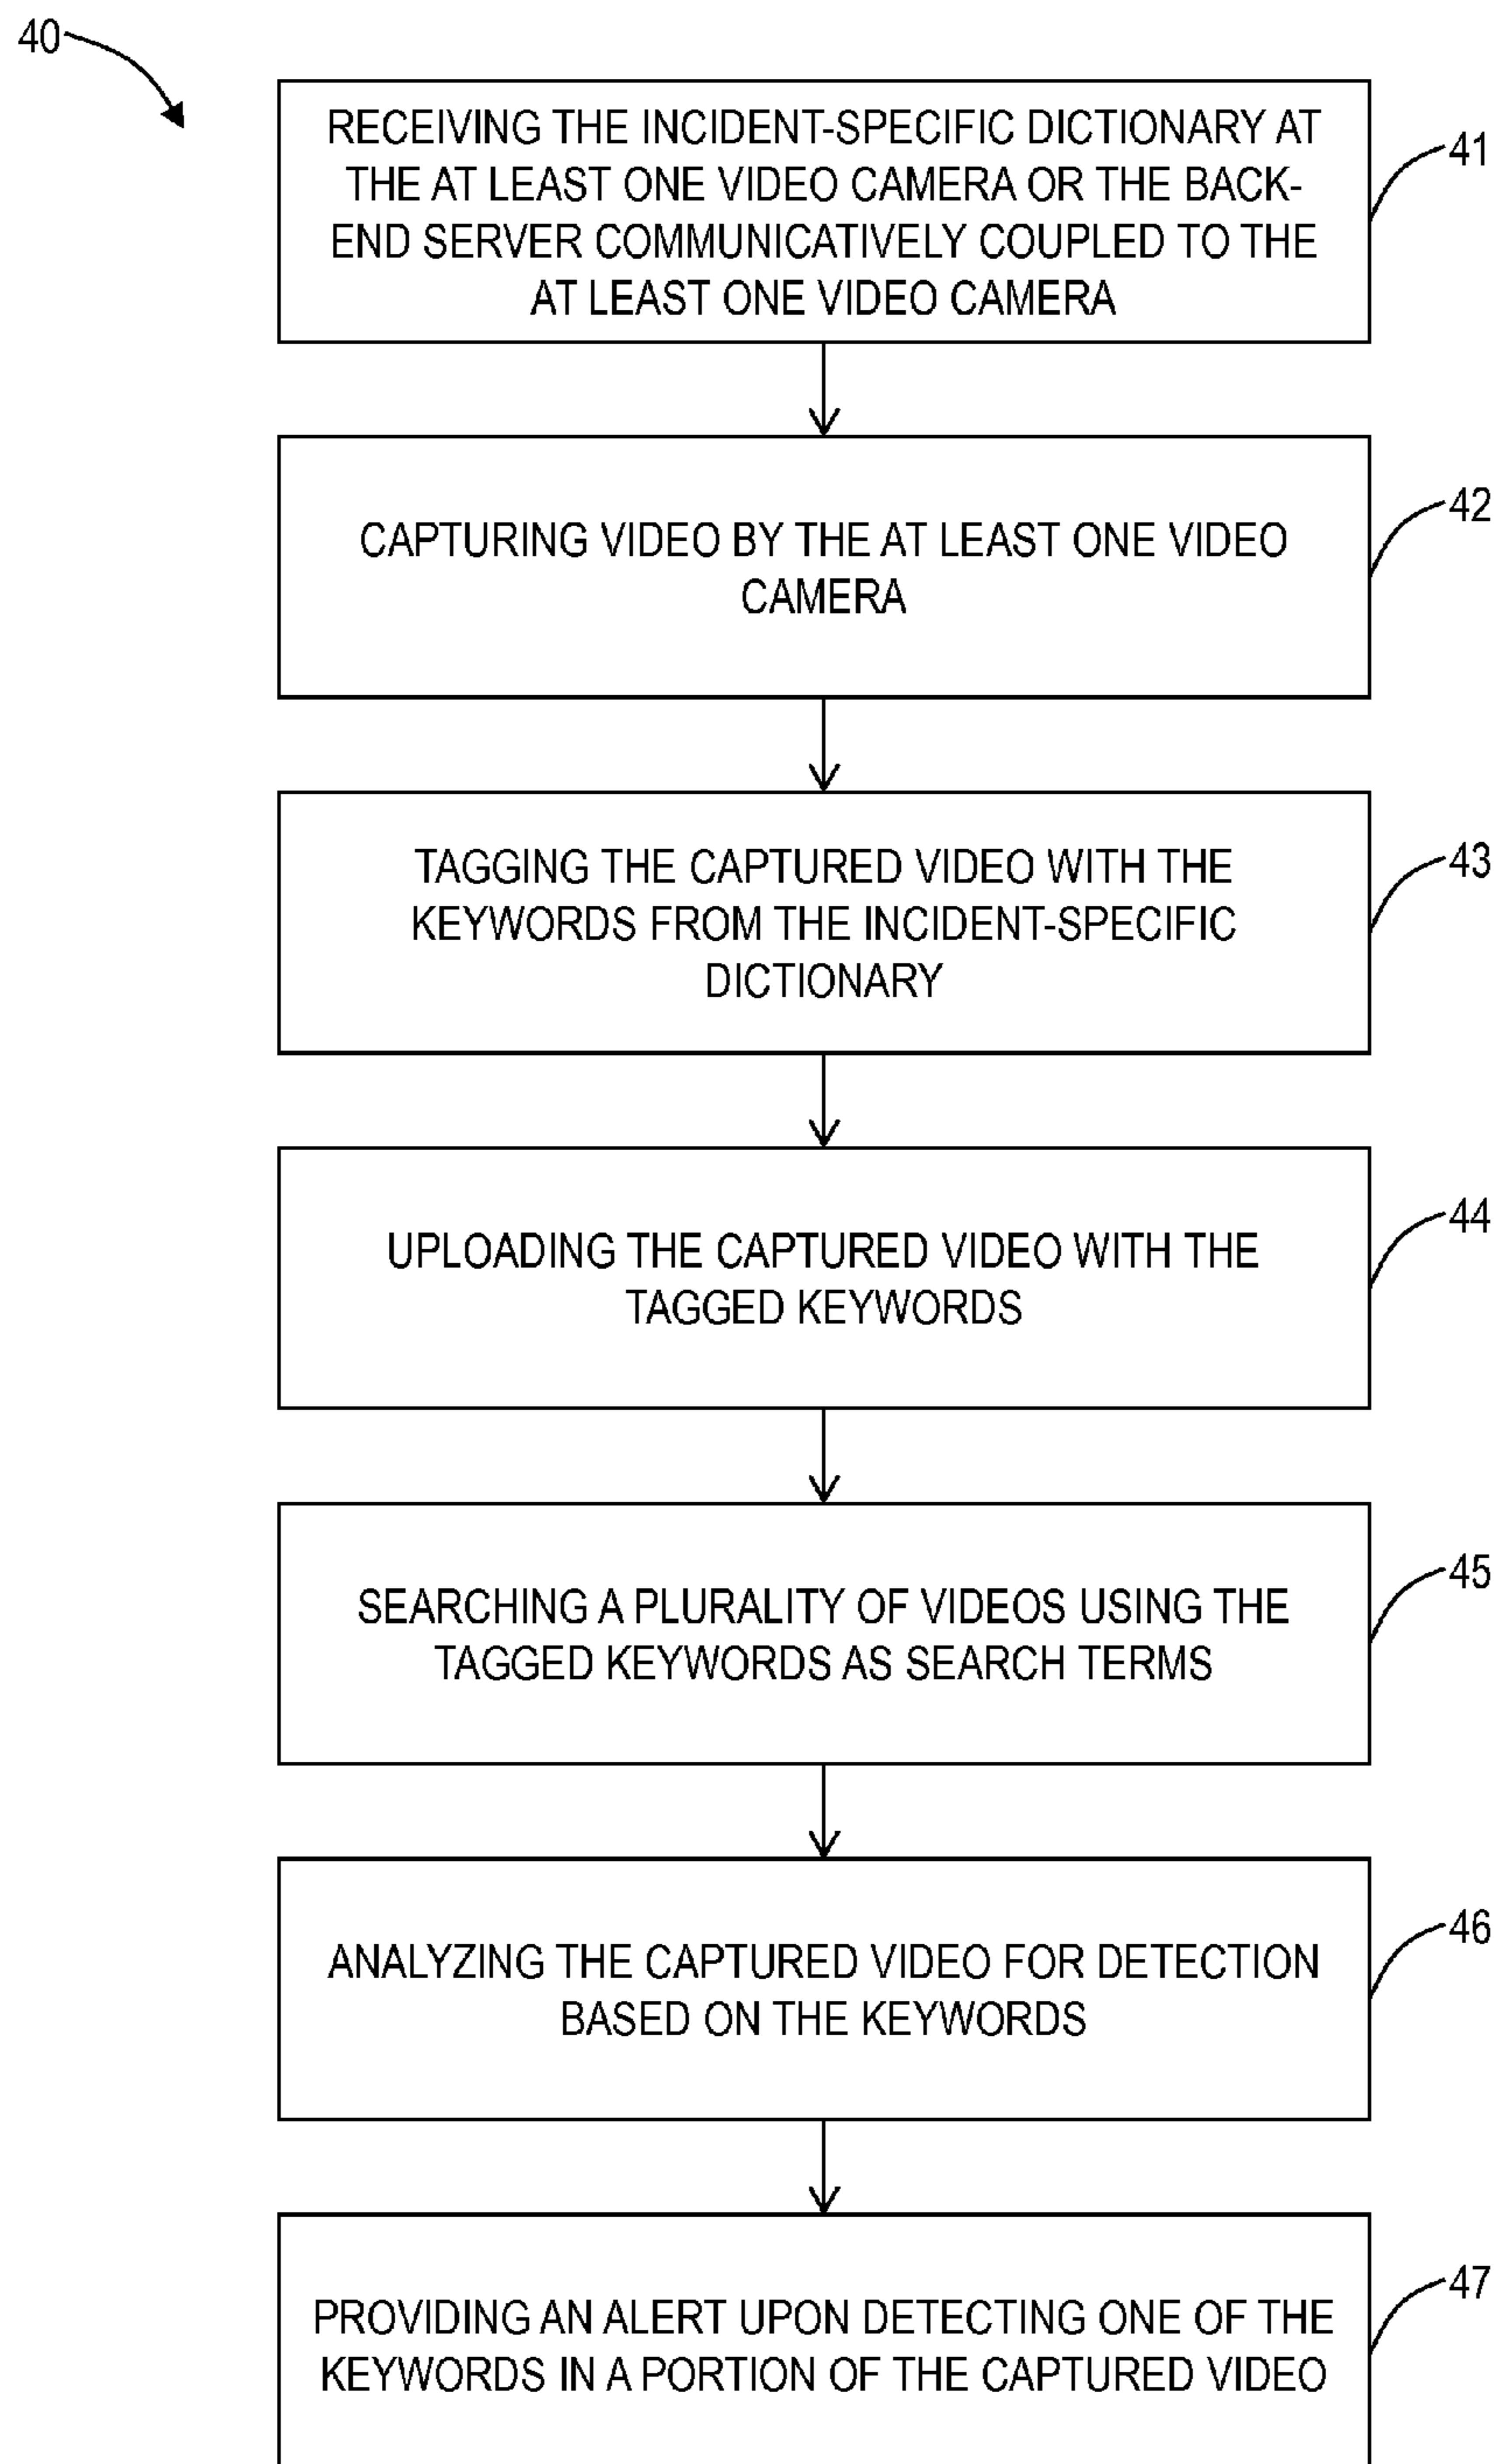 40
RECEIVING THE INCIDENT-SPECIFIC DICTIONARY AT
THE AT LEAST ONE VIDEO CAMERA OR THE BACK-
END SERVER COMMUNICATIVELY COUPLED TO THE
AT LEAST ONE VIDEO CAMERA
41
CAPTURING VIDEO BY THE AT LEAST ONE VIDEO
CAMERA
42
TAGGING THE CAPTURED VIDEO WITH THE
KEYWORDS FROM THE INCIDENT-SPECIFIC
DICTIONARY
43
UPLOADING THE CAPTURED VIDEO WITH THE
TAGGED KEYWORDS
44
SEARCHING A PLURALITY OF VIDEOS USING THE
TAGGED KEYWORDS AS SEARCH TERMS
45
ANALYZING THE CAPTURED VIDEO FOR DETECTION
BASED ON THE KEYWORDS
46
PROVIDING AN ALERT UPON DETECTING ONE OF THE
KEYWORDS IN A PORTION OF THE CAPTURED VIDEO
47